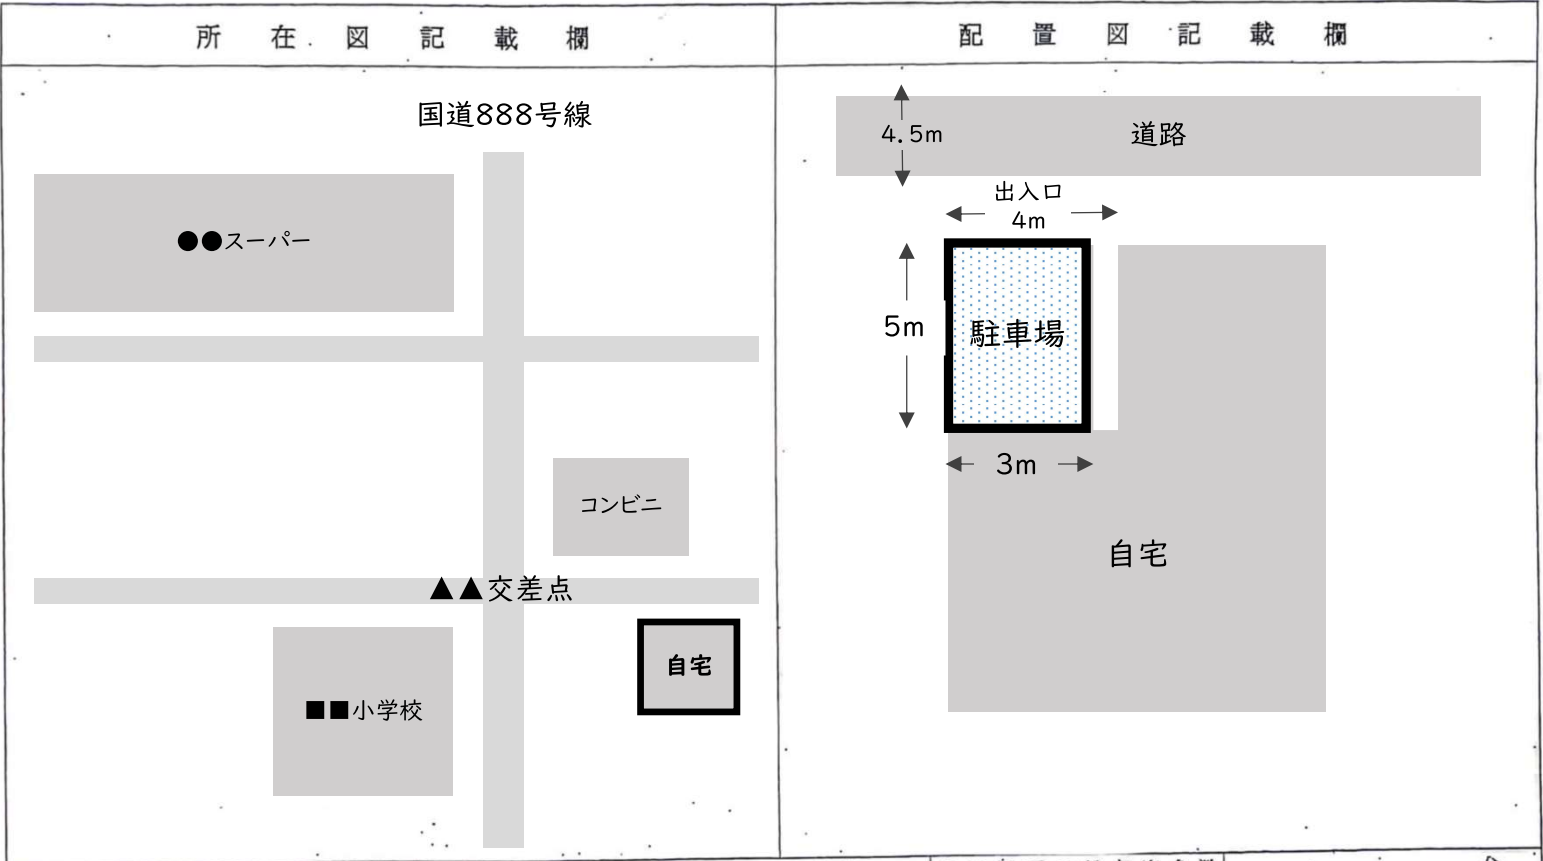 所在図記載欄
国道888号線
●●スーパー
コンビニ
▲▲交差点
自宅
■■小学校
配置図記載欄
4.5m
道路
出入口
4m
5m
駐車場
3m
自宅